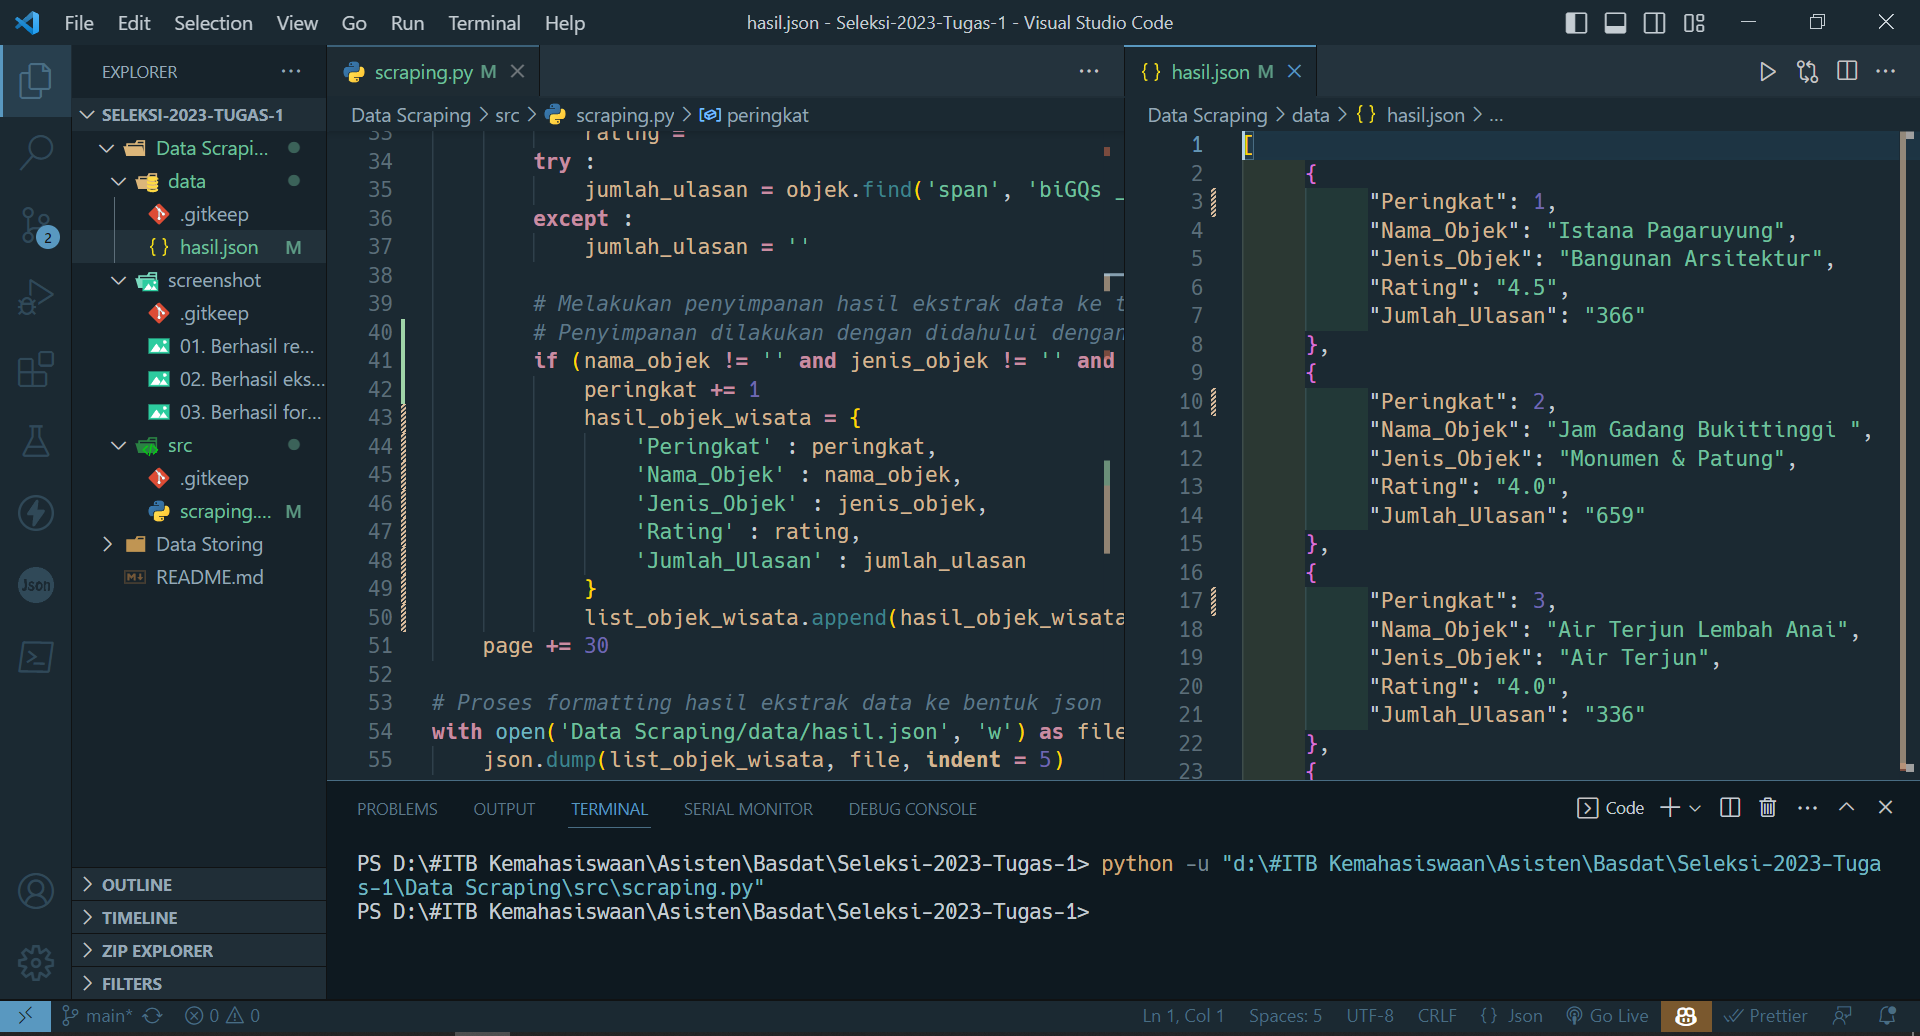 File Edit Selection View Go Run Terminal Help
hasil.json - Seleksi-2023-Tugas-1 - Visual Studio Code
EXPLORER
SELEKSI-2023-TUGAS-1
Data Scrapi...
data
.gitkeep
hasil.json M
screenshot
.gitkeep
01. Berhasil re...
02. Berhasil eks...
03. Berhasil for...
src
.gitkeep
scraping.... M
Data Storing
README.md
OUTLINE
TIMELINE
ZIP EXPLORER
FILTERS
2
Json
scraping.py M
Data Scraping > src > scraping.py > peringkat
33 rating =
34 try :
35 jumlah_ulasan = objek.find('span', 'biGQs _
36 except :
37 jumlah_ulasan = ''
38
39 # Melakukan penyimpanan hasil ekstrak data ke t
40 # Penyimpanan dilakukan dengan didahului dengan
41 if (nama_objek != '' and jenis_objek != '' and
42 peringkat += 1
43 hasil_objek_wisata = {
44 'Peringkat' : peringkat,
45 'Nama_Objek' : nama_objek,
46 'Jenis_Objek' : jenis_objek,
47 'Rating' : rating,
48 'Jumlah_Ulasan' : jumlah_ulasan
49 }
50 list_objek_wisata.append(hasil_objek_wisata
51 page += 30
52
53 # Proses formatting hasil ekstrak data ke bentuk json
54 with open('Data Scraping/data/hasil.json', 'w') as file
55 json.dump(list_objek_wisata, file, indent = 5)
{} hasil.json M
Data Scraping > data > {} hasil.json > ...
1 [
2 {
3 "Peringkat": 1,
4 "Nama_Objek": "Istana Pagaruyung",
5 "Jenis_Objek": "Bangunan Arsitektur",
6 "Rating": "4.5",
7 "Jumlah_Ulasan": "366"
8 },
9 {
10 "Peringkat": 2,
11 "Nama_Objek": "Jam Gadang Bukittinggi ",
12 "Jenis_Objek": "Monumen & Patung",
13 "Rating": "4.0",
14 "Jumlah_Ulasan": "659"
15 },
16 {
17 "Peringkat": 3,
18 "Nama_Objek": "Air Terjun Lembah Anai",
19 "Jenis_Objek": "Air Terjun",
20 "Rating": "4.0",
21 "Jumlah_Ulasan": "336"
22 },
23 {
PROBLEMS OUTPUT TERMINAL SERIAL MONITOR DEBUG CONSOLE
Code
PS D:\#ITB Kemahasiswaan\Asisten\Basdat\Seleksi-2023-Tugas-1> python -u "d:\#ITB Kemahasiswaan\Asisten\Basdat\Seleksi-2023-Tuga
s-1\Data Scraping\src\scraping.py"
PS D:\#ITB Kemahasiswaan\Asisten\Basdat\Seleksi-2023-Tugas-1>
main* 0 0 Ln 1, Col 1 Spaces: 5 UTF-8 CRLF {} Json Go Live Prettier